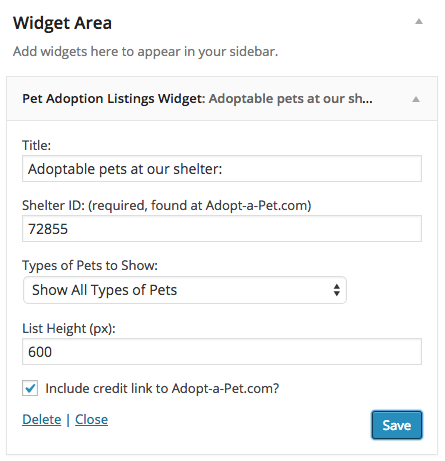 Widget Area
Add widgets here to appear in your sidebar.
Pet Adoption Listings Widget: Adoptable pets at our sh...
Title:
Adoptable pets at our shelter:
Shelter ID: (required, found at Adopt-a-Pet.com)
72855
Types of Pets to Show:
Show All Types of Pets
List Height (px):
600
Include credit link to Adopt-a-Pet.com?
Delete | Close
Save